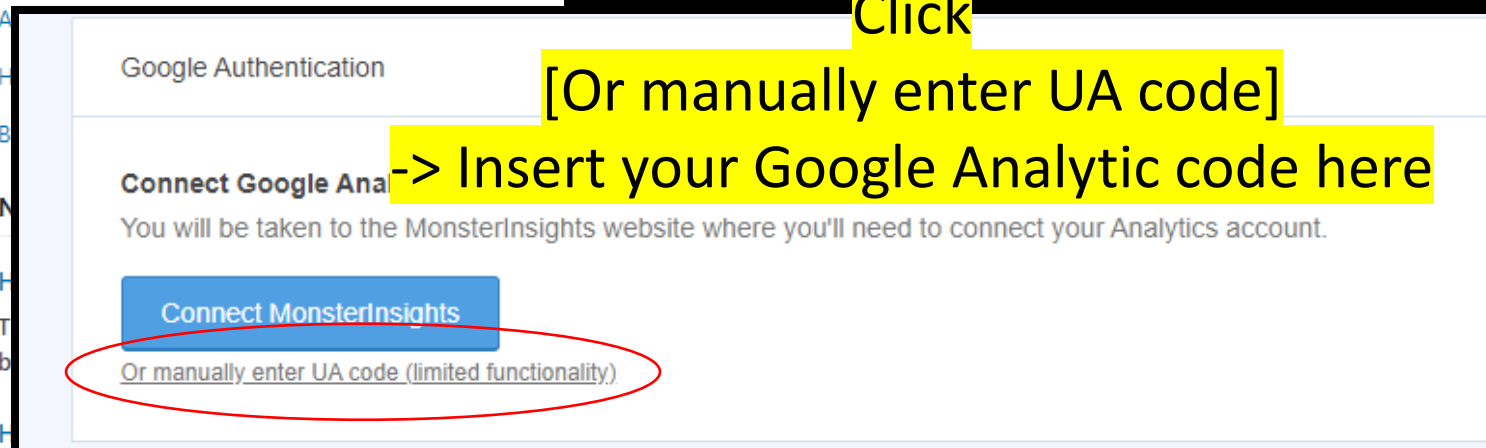 Click
Google Authentication
[Or manually enter UA code]
-> Insert your Google Analytic code here
Connect Google Ana
You will be taken to the MonsterInsights website where you'll need to connect your Analytics account.
Connect MonsterInsights
Or manually enter UA code (limited functionality)